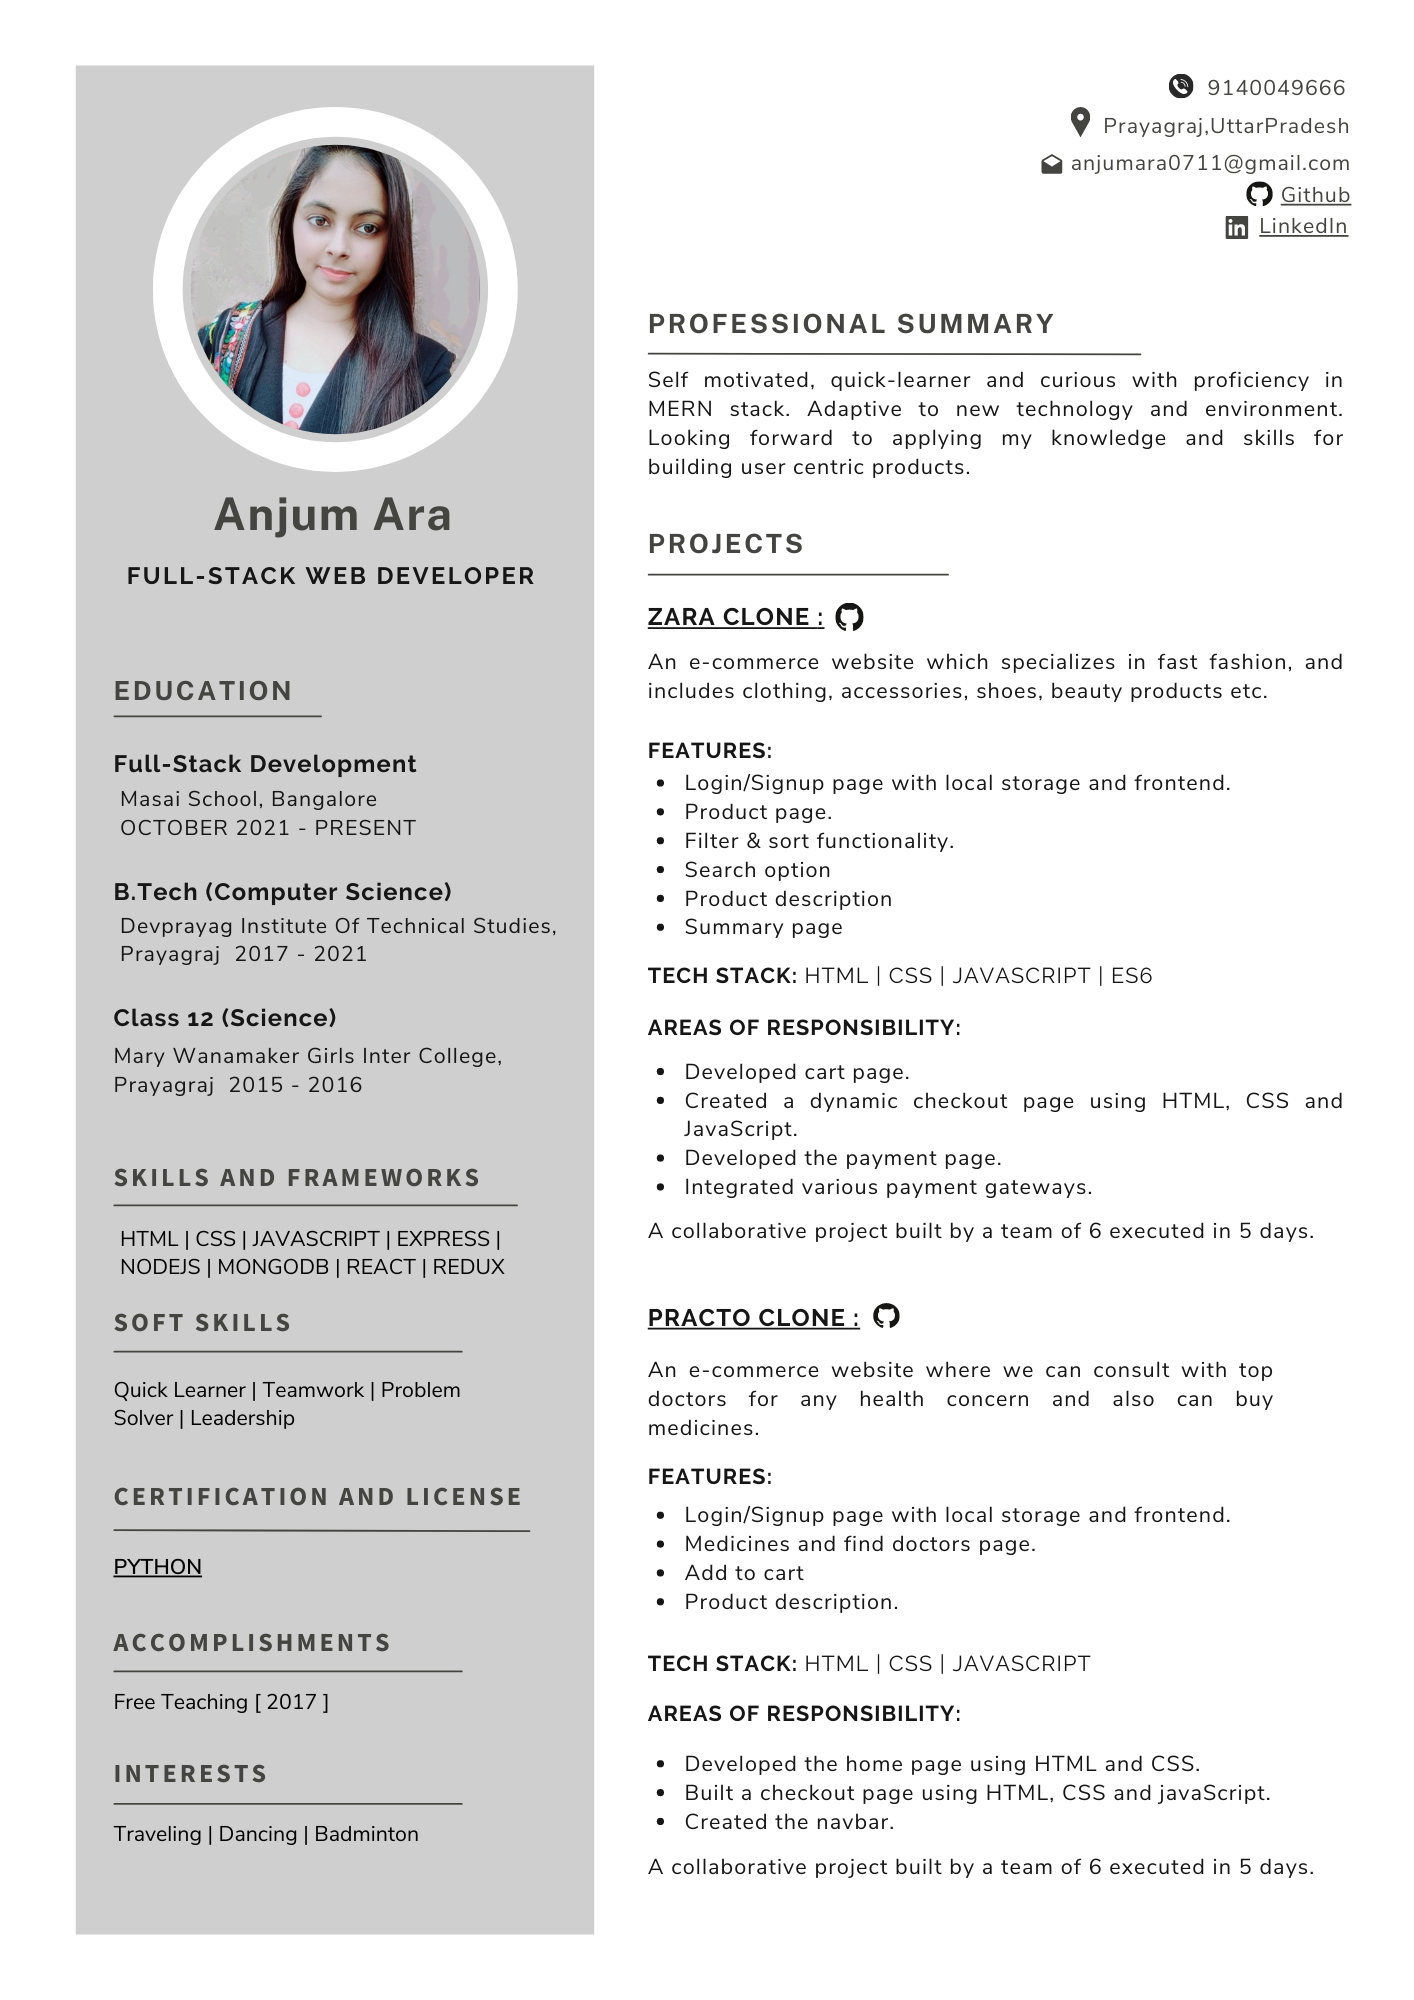 Anjum Ara
FULL-STACK WEB DEVELOPER
EDUCATION
Full-Stack Development
Masai School, Bangalore
OCTOBER 2021 - PRESENT
B.Tech (Computer Science)
Devprayag Institute Of Technical Studies,
Prayagraj 2017 - 2021
Class 12 (Science)
Mary Wanamaker Girls Inter College,
Prayagraj 2015 - 2016
SKILLS AND FRAMEWORKS
HTML | CSS | JAVASCRIPT | EXPRESS |
NODEJS | MONGODB | REACT | REDUX
SOFT SKILLS
Quick Learner | Teamwork | Problem
Solver | Leadership
CERTIFICATION AND LICENSE
PYTHON
ACCOMPLISHMENTS
Free Teaching [ 2017 ]
INTERESTS
Traveling | Dancing | Badminton
9140049666
Prayagraj,UttarPradesh
anjumara0711@gmail.com
Github
LinkedIn
PROFESSIONAL SUMMARY
Self motivated, quick-learner and curious with proficiency in
MERN stack. Adaptive to new technology and environment.
Looking forward to applying my knowledge and skills for
building user centric products.
PROJECTS
ZARA CLONE :
An e-commerce website which specializes in fast fashion, and
includes clothing, accessories, shoes, beauty products etc.
FEATURES:
• Login/Signup page with local storage and frontend.
• Product page.
• Filter & sort functionality.
• Search option
• Product description
• Summary page
TECH STACK: HTML | CSS | JAVASCRIPT | ES6
AREAS OF RESPONSIBILITY:
• Developed cart page.
• Created a dynamic checkout page using HTML, CSS and
JavaScript.
• Developed the payment page.
• Integrated various payment gateways.
A collaborative project built by a team of 6 executed in 5 days.
PRACTO CLONE :
An e-commerce website where we can consult with top
doctors for any health concern and also can buy
medicines.
FEATURES:
• Login/Signup page with local storage and frontend.
• Medicines and find doctors page.
• Add to cart
• Product description.
TECH STACK: HTML | CSS | JAVASCRIPT
AREAS OF RESPONSIBILITY:
• Developed the home page using HTML and CSS.
• Built a checkout page using HTML, CSS and javaScript.
• Created the navbar.
A collaborative project built by a team of 6 executed in 5 days.